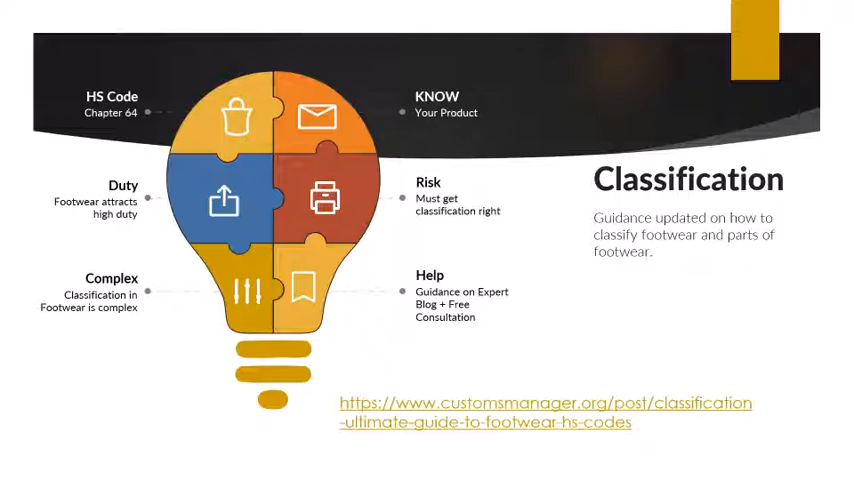 HS Code
Chapter 64
KNOW
Your Product
Duty
Footwear attracts
high duty
Risk
Must get
classification right
Complex
Classification in
Footwear is complex
Help
Guidance on Expert
Blog + Free
Consultation
Classification
Guidance updated on how to
classify footwear and parts of
footwear.
https://www.customsmanager.org/post/classification
-ultimate-guide-to-footwear-hs-codes